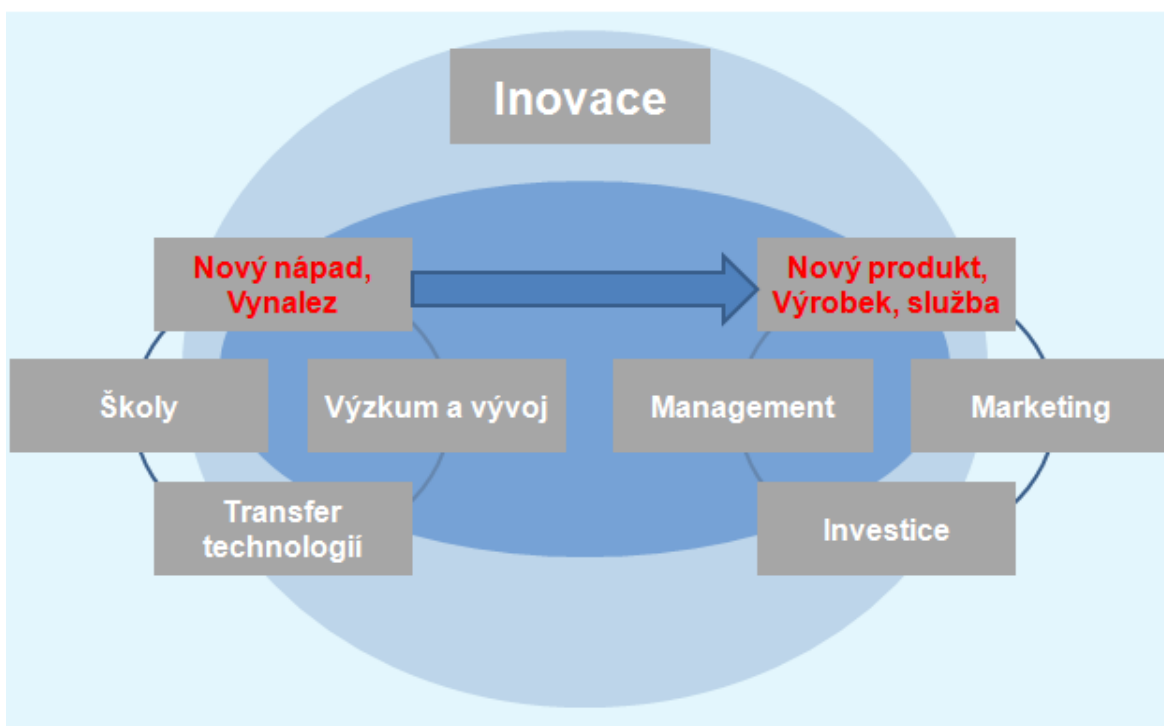 Inovace
Nový nápad,
Vynalez
Nový produkt,
Výrobek, služba
Školy
Výzkum a vývoj
Management
Marketing
Transfer
technologií
Investice